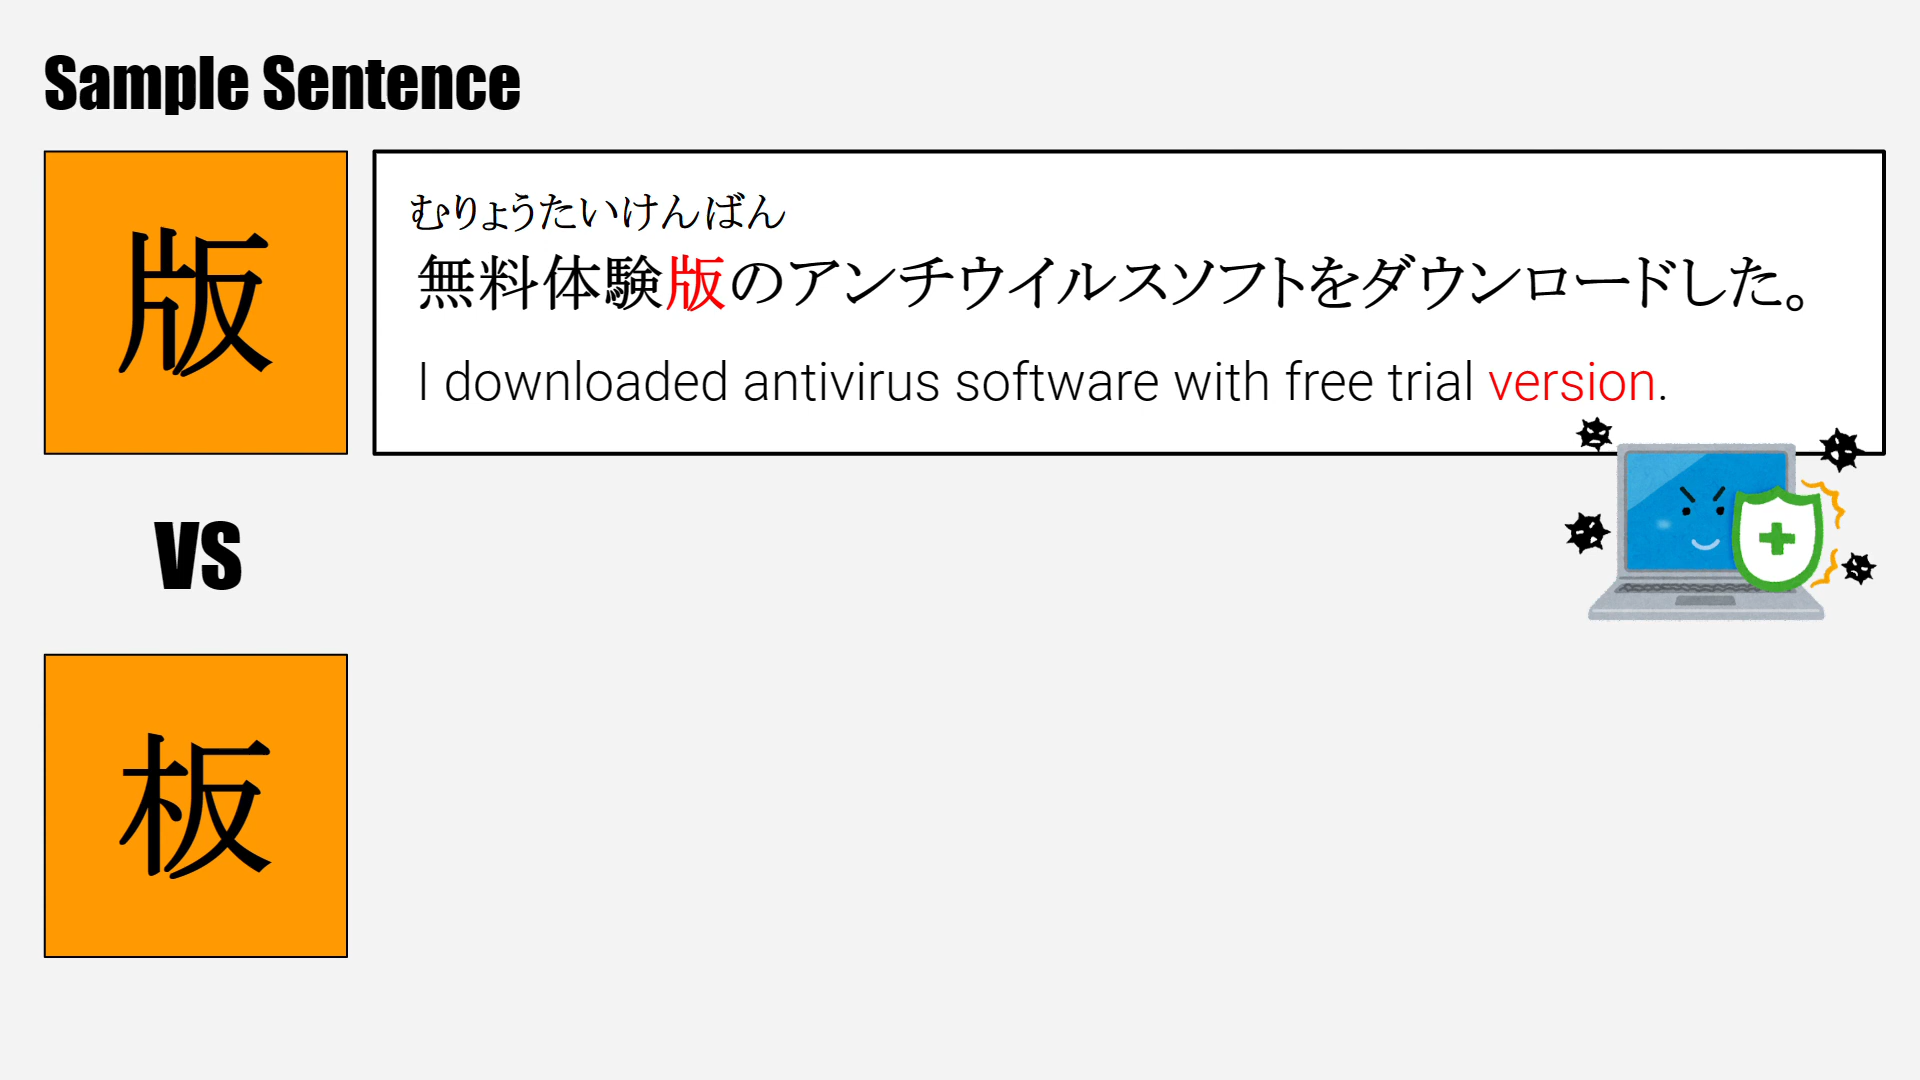 Sample Sentence
版
むりょうたいけんばん
無料体験版のアンチウイルスソフトをダウンロードした。
I downloaded antivirus software with free trial version.
VS
板